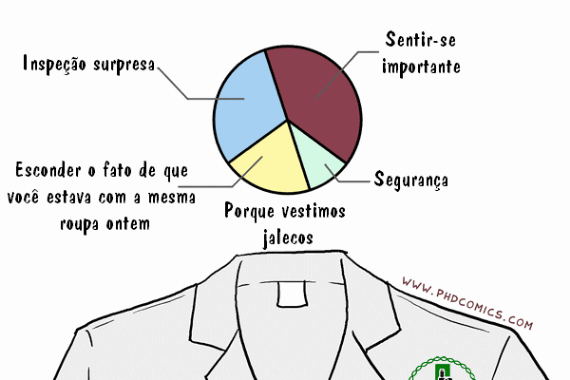 Sentir-se
importante
Inspeção surpresa
Esconder o fato de que
você estava com a mesma
roupa ontem
Segurança
Porque vestimos
jalecos
WWW.PHDCOMICS.COM